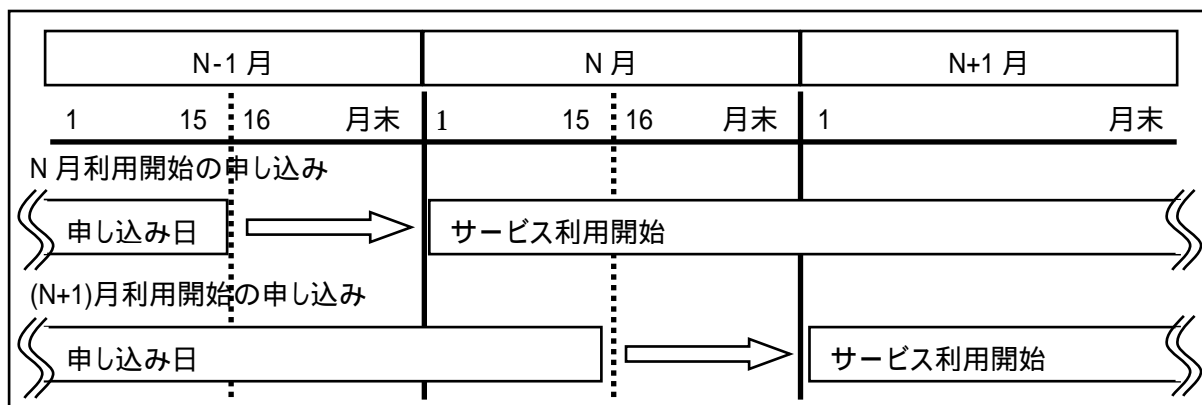 N-1 月 N 月 N+1 月
1 15 16 月末 1 15 16 月末 1 月末
N 月利用開始の申し込み
申し込み日 サービス利用開始
(N+1)月利用開始の申し込み
申し込み日 サービス利用開始